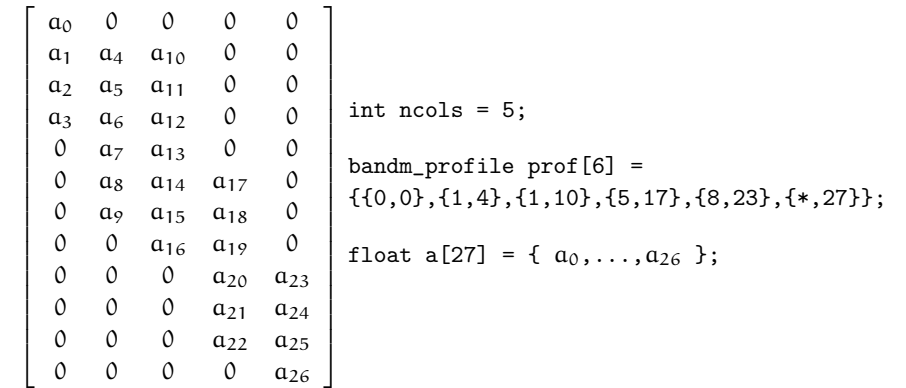 a0 0 0 0 0
a1 a4 a10 0 0
a2 a5 a11 0 0
a3 a6 a12 0 0
0 a7 a13 0 0
0 a8 a14 a17 0
0 a9 a15 a18 0
0 0 a16 a19 0
0 0 0 a20 a23
0 0 0 a21 a24
0 0 0 a22 a25
0 0 0 0 a26
int ncols = 5;
bandm_profile prof[6] =
{{0,0},{1,4},{1,10},{5,17},{8,23},{*,27}};
float a[27] = { a0,...,a26 };